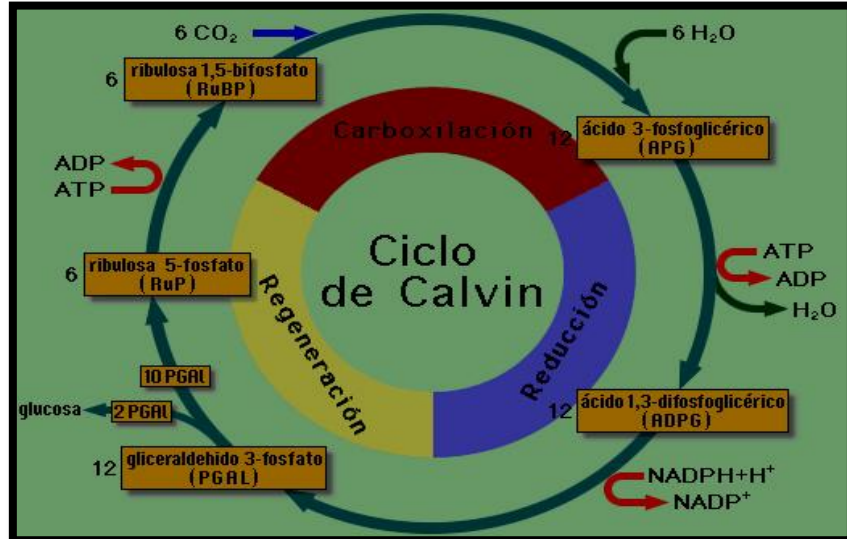 6 CO₂
6 H₂O
6 ribulosa 1,5-bifosfato
(RuBP)
Carboxilación
12 ácido 3-fosfoglicérico
(APG)
ADP
ATP
Ciclo
de Calvin
ATP
ADP
H₂O
6 ribulosa 5-fosfato
(RuP)
Regeneración
Reducción
10 PGAl
glucosa
2 PGAl
12 ácido 1,3-difosfoglicérico
(ADPG)
12 gliceraldehido 3-fosfato
(PGAL)
NADPH+H⁺
NADP⁺